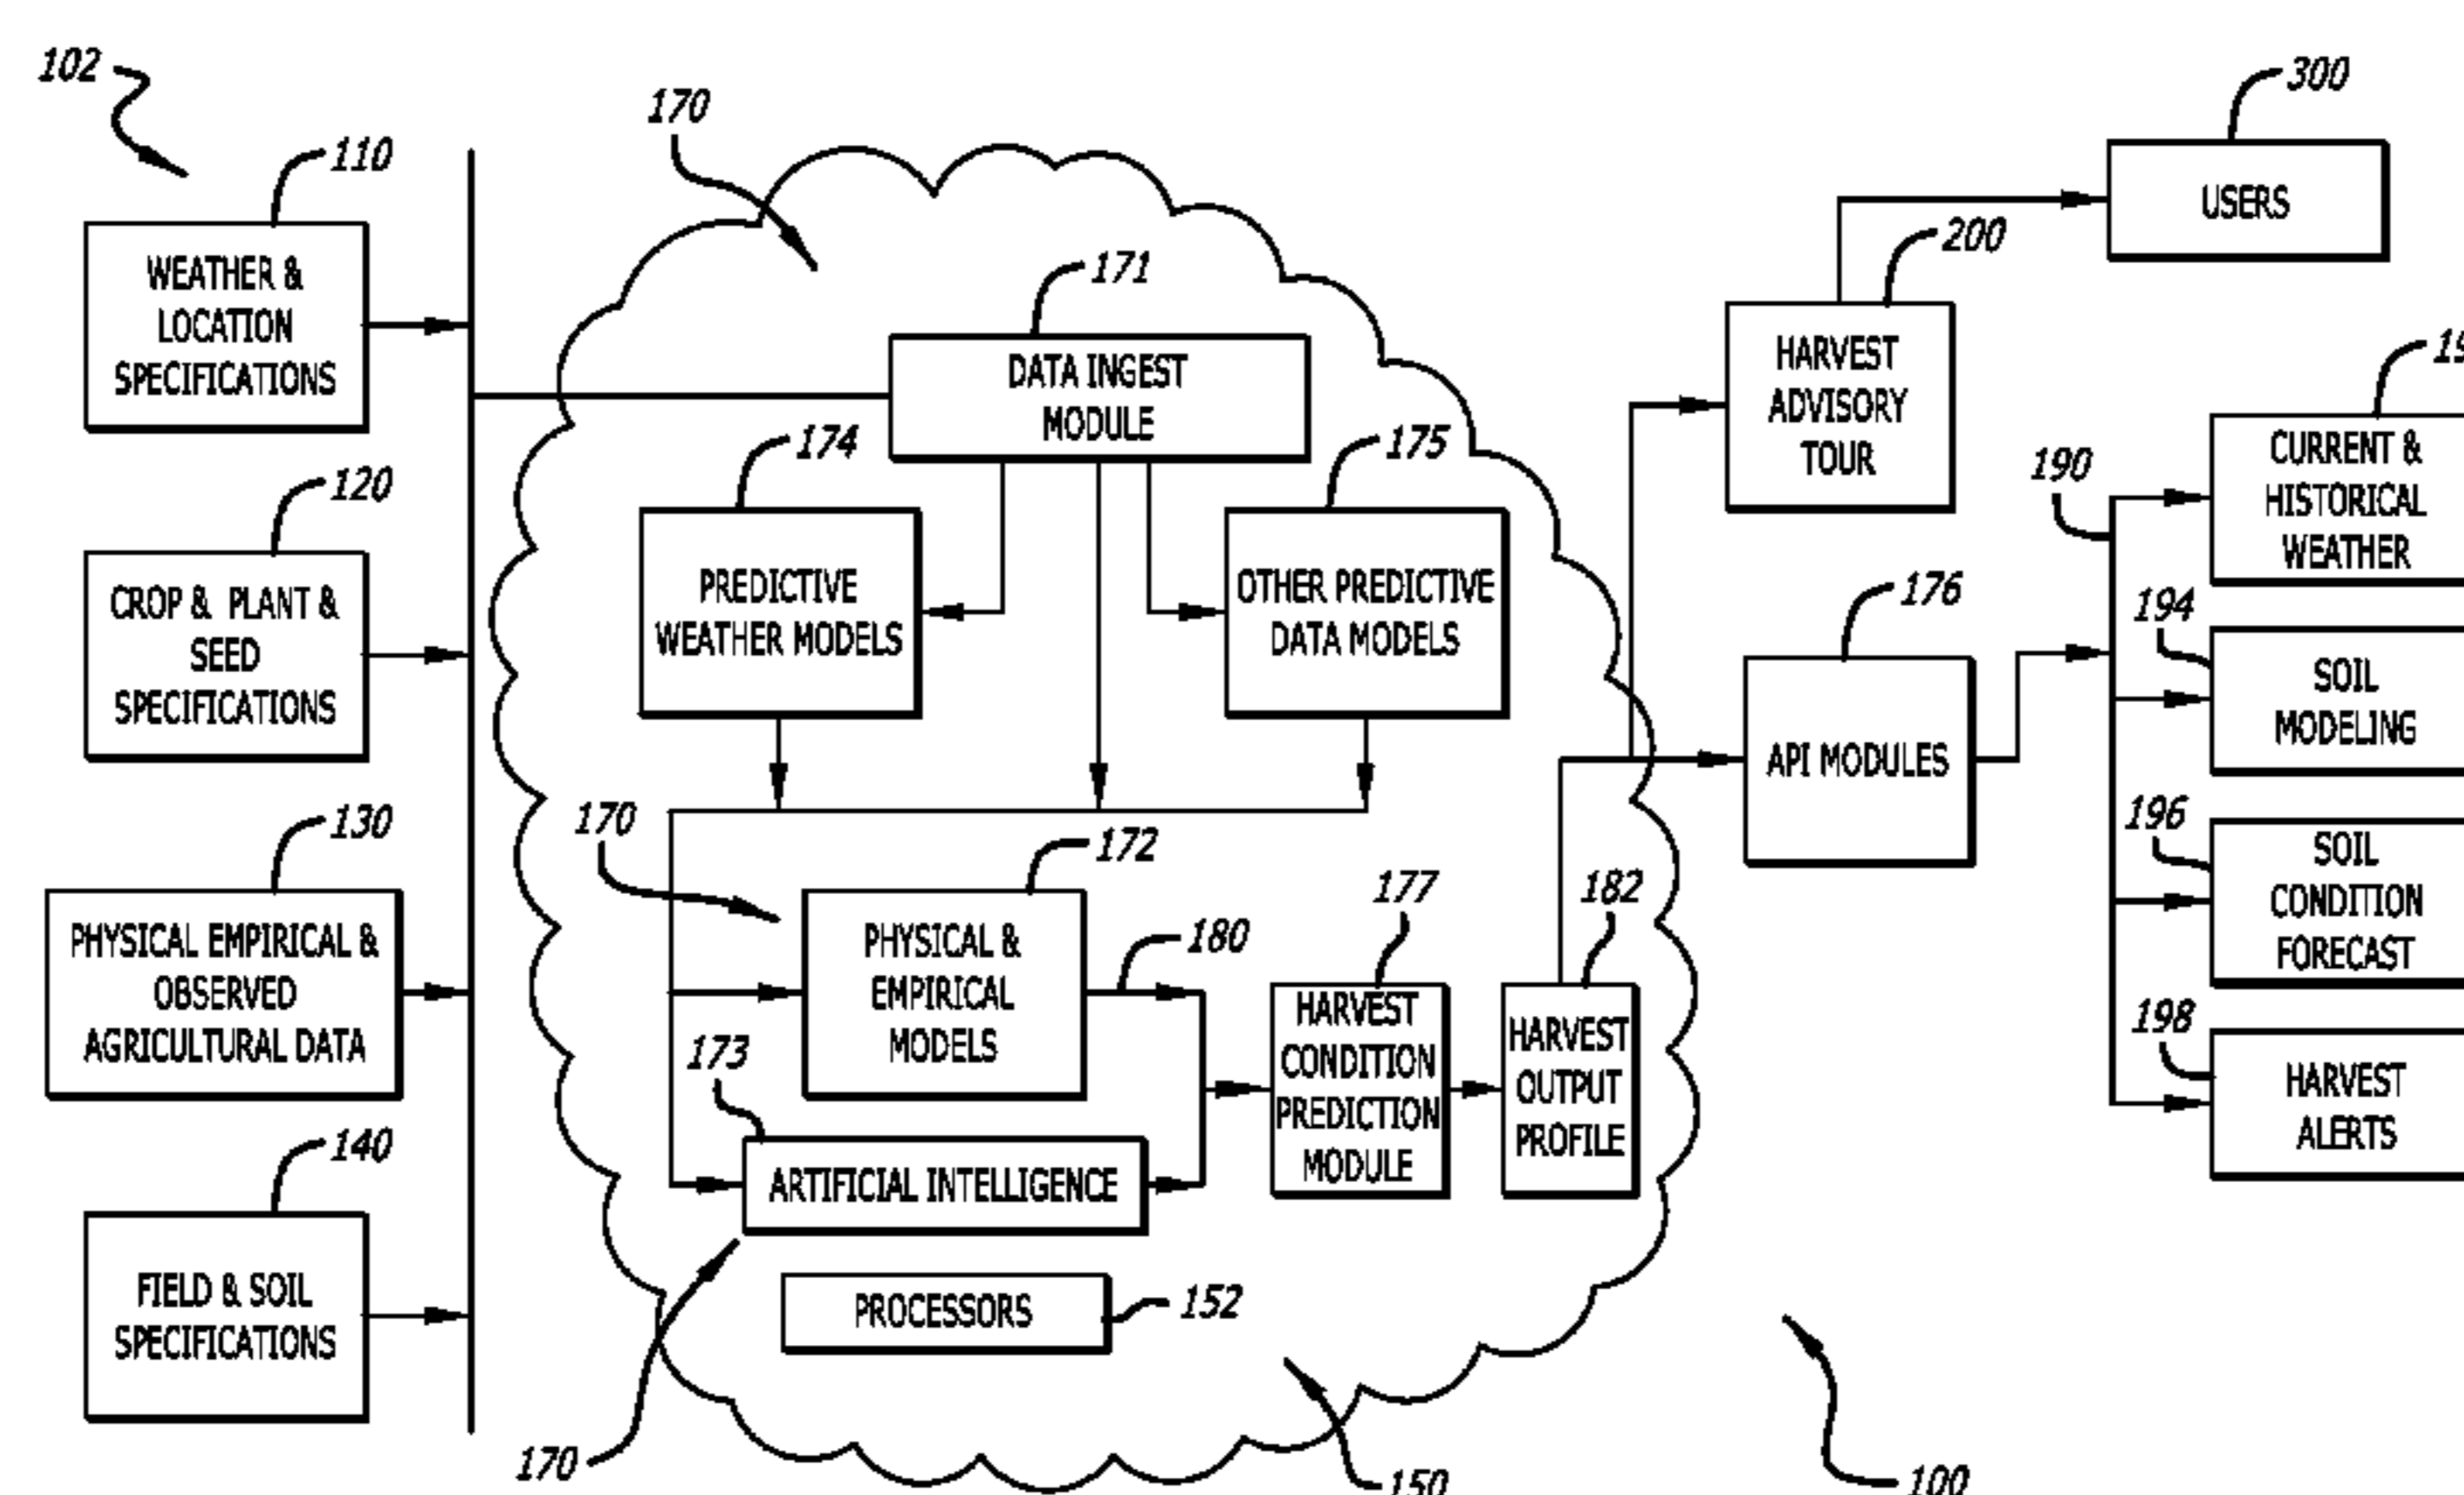 102
110
WEATHER &
LOCATION
SPECIFICATIONS
120
CROP & PLANT &
SEED
SPECIFICATIONS
130
PHYSICAL EMPIRICAL &
OBSERVED
AGRICULTURAL DATA
140
FIELD & SOIL
SPECIFICATIONS
170
171
DATA INGEST
MODULE
174
PREDICTIVE
WEATHER MODELS
175
OTHER PREDICTIVE
DATA MODELS
170
172
PHYSICAL &
EMPIRICAL
MODELS
180
173
ARTIFICIAL INTELLIGENCE
170
PROCESSORS
152
177
HARVEST
CONDITION
PREDICTION
MODULE
182
HARVEST
OUTPUT
PROFILE
150
300
USERS
200
HARVEST
ADVISORY
TOUR
176
API MODULES
190
CURRENT &
HISTORICAL
WEATHER
194
SOIL
MODELING
196
SOIL
CONDITION
FORECAST
198
HARVEST
ALERTS
100